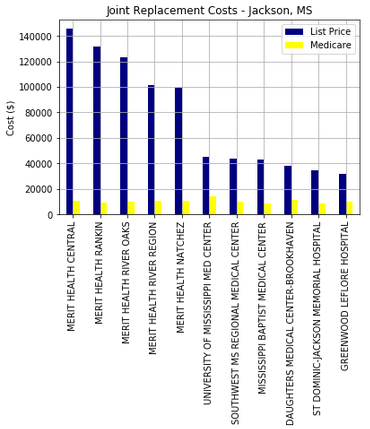 Joint Replacement Costs - Jackson, MS
List Price
Medicare
Cost ($)
140000
120000
100000
80000
60000
40000
20000
0
MERIT HEALTH CENTRAL
MERIT HEALTH RANKIN
MERIT HEALTH RIVER OAKS
MERIT HEALTH RIVER REGION
MERIT HEALTH NATCHEZ
UNIVERSITY OF MISSISSIPPI MED CENTER
SOUTHWEST MS REGIONAL MEDICAL CENTER
MISSISSIPPI BAPTIST MEDICAL CENTER
DAUGHTERS MEDICAL CENTER-BROOKHAVEN
ST DOMINIC-JACKSON MEMORIAL HOSPITAL
GREENWOOD LEFLORE HOSPITAL